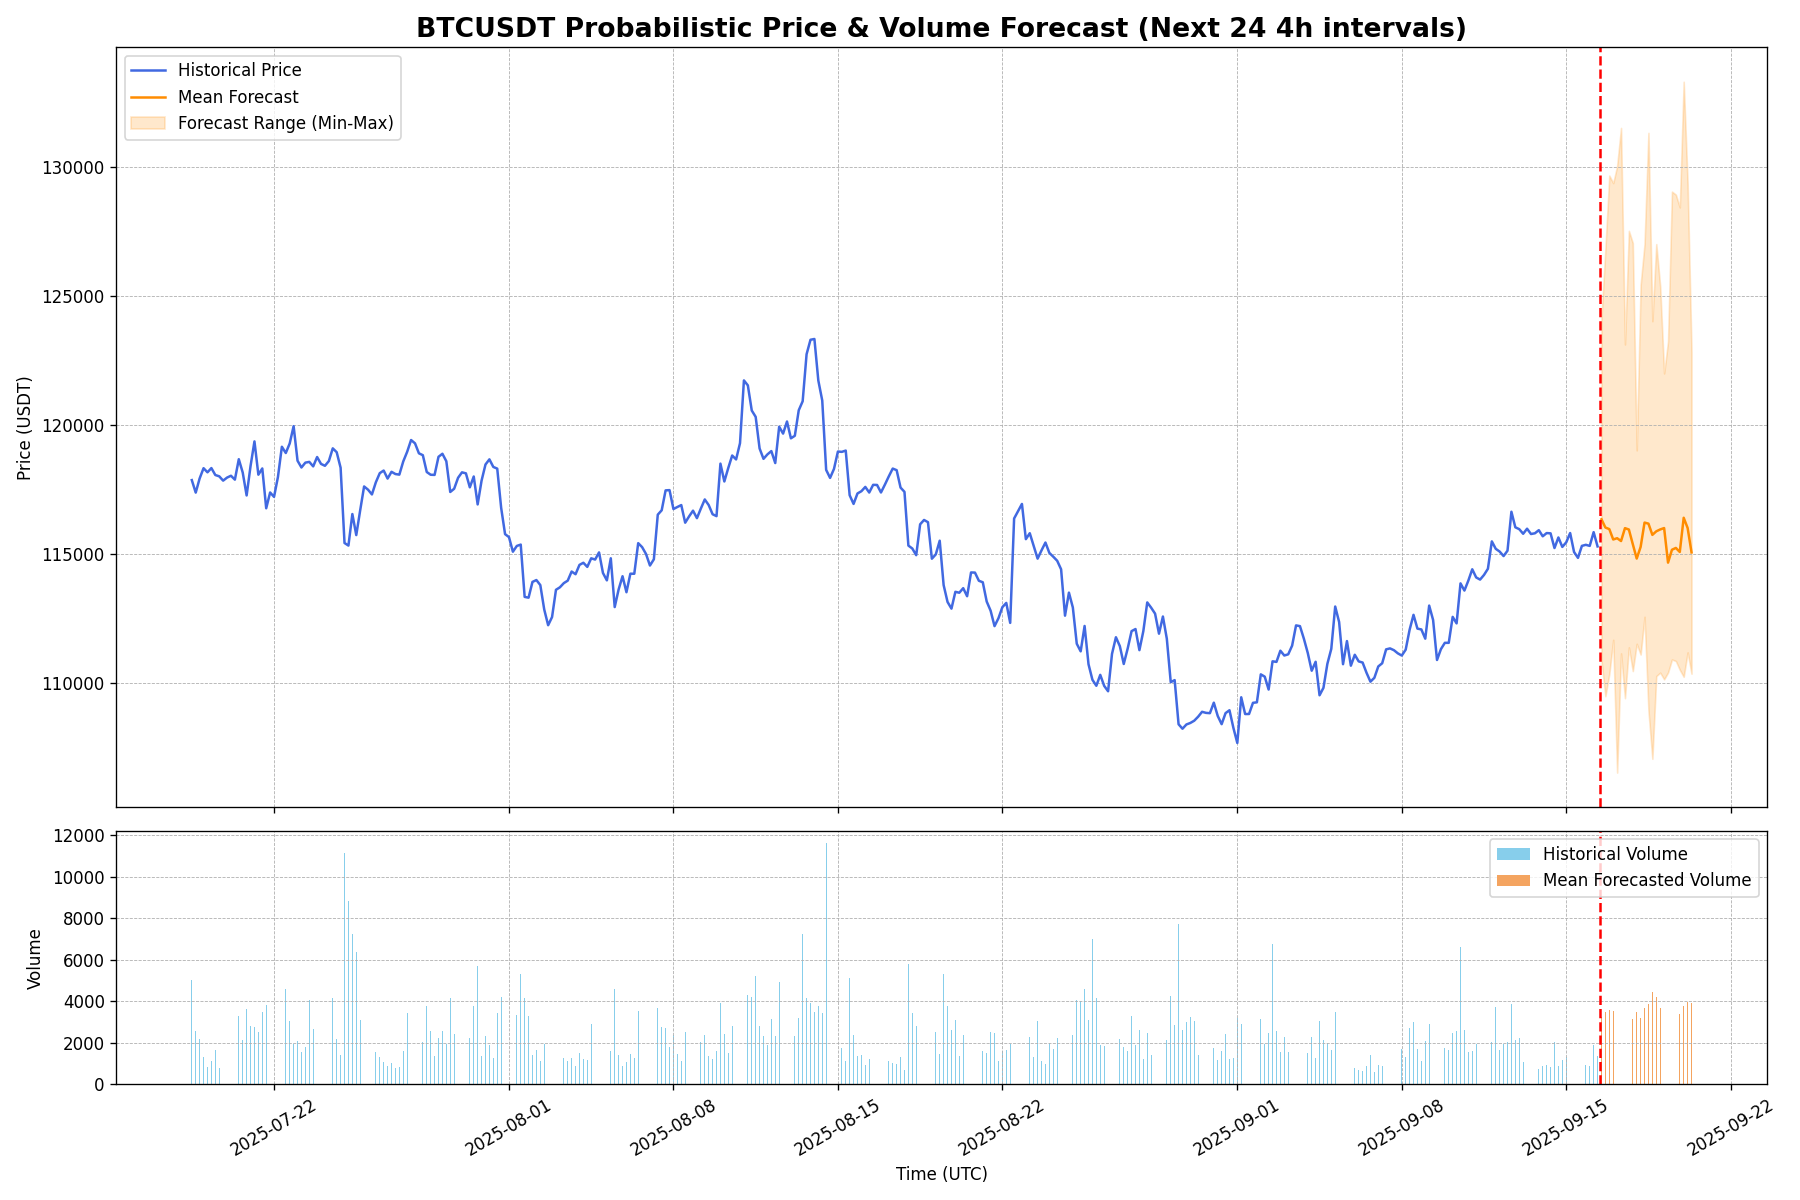 BTCUSDT Probabilistic Price & Volume Forecast (Next 24 4h intervals)
Historical Price
Mean Forecast
Forecast Range (Min-Max)
130000
125000
120000
115000
110000
Price (USDT)
12000
10000
8000
6000
4000
2000
0
Volume
Historical Volume
Mean Forecasted Volume
2025-07-22
2025-08-01
2025-08-08
2025-08-15
2025-08-22
2025-09-01
2025-09-08
2025-09-15
2025-09-22
Time (UTC)